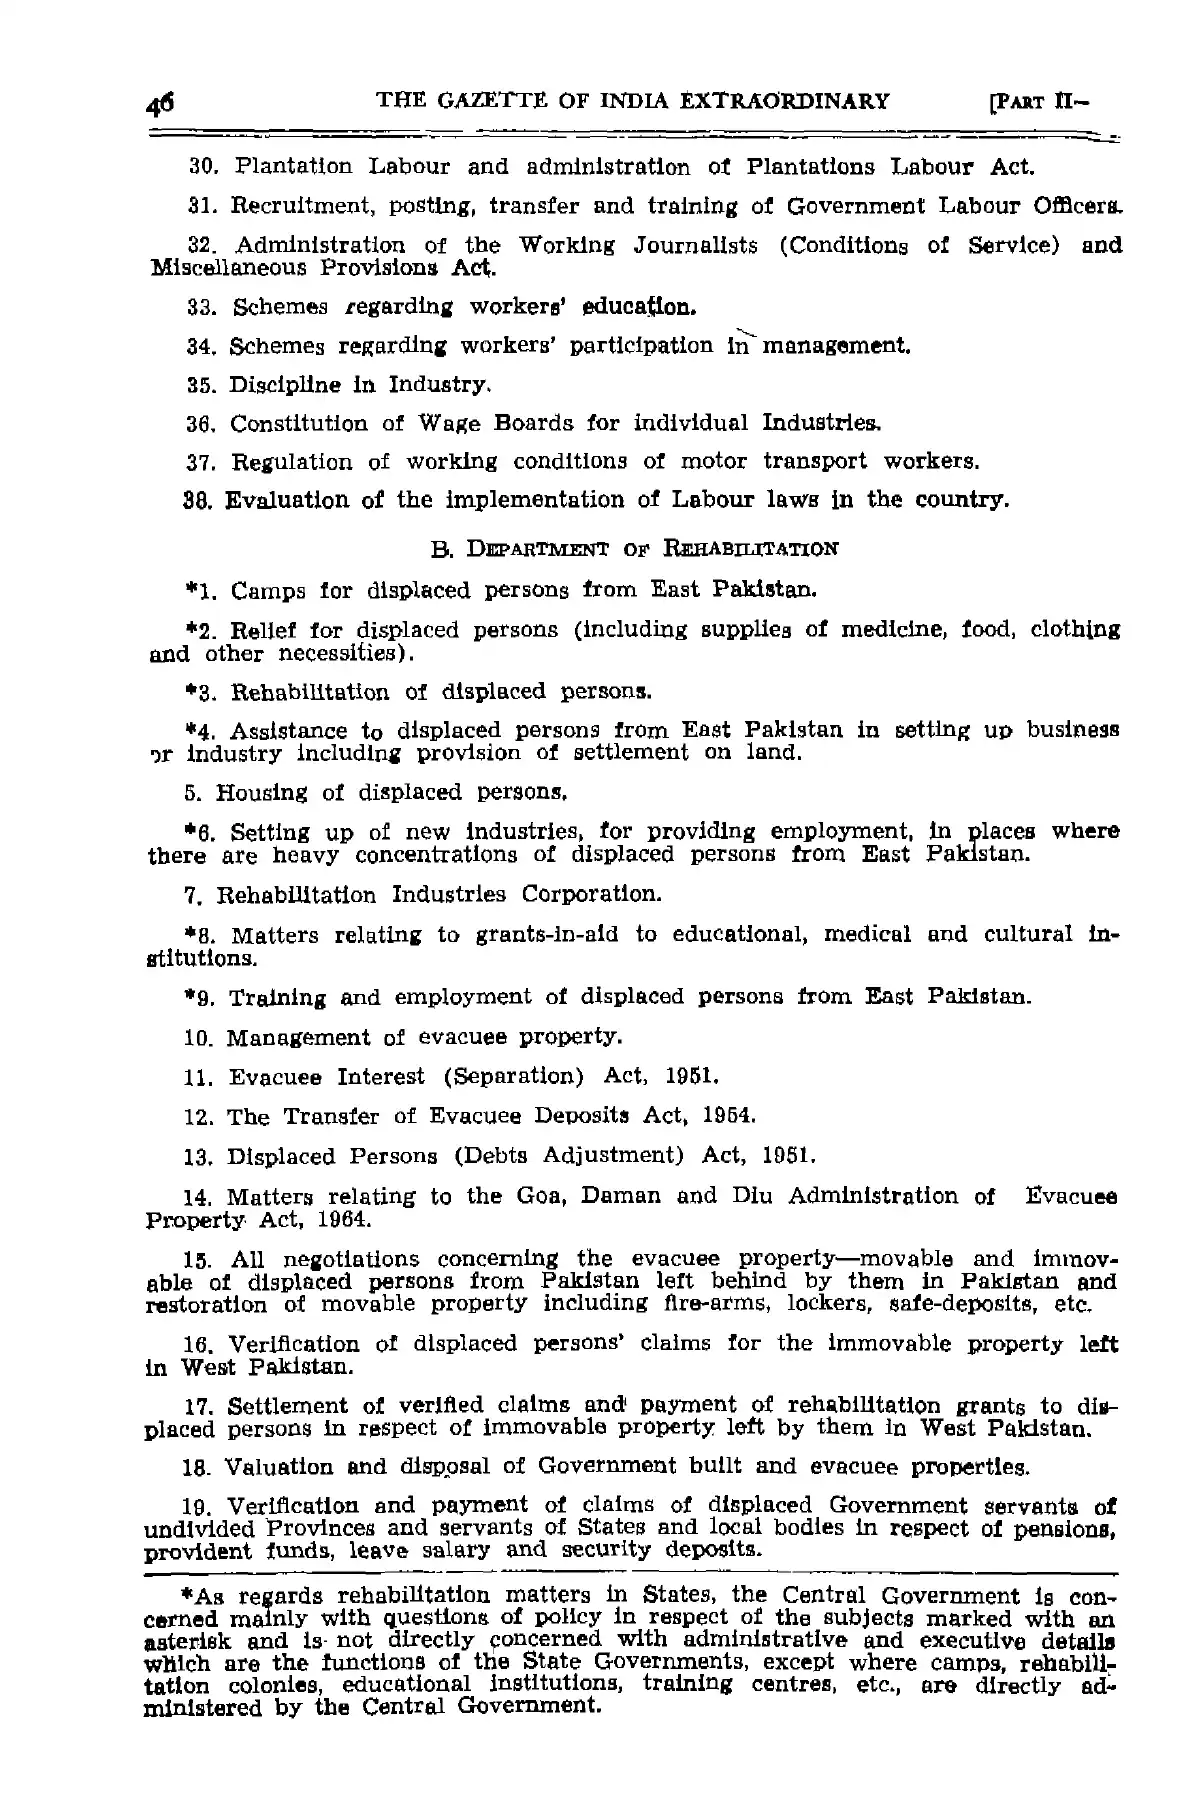 46 THE GAZETTE OF INDIA EXTRAORDINARY [PART II—
30. Plantation Labour and administration of Plantations Labour Act.
31. Recruitment, posting, transfer and training of Government Labour Officers.
32. Administration of the Working Journalists (Conditions of Service) and
Miscellaneous Provisions Act.
33. Schemes regarding workers' education.
34. Schemes regarding workers' participation in management.
35. Discipline in Industry.
36. Constitution of Wage Boards for individual Industries.
37. Regulation of working conditions of motor transport workers.
38. Evaluation of the implementation of Labour laws in the country.
B. DEPARTMENT OF REHABILITATION
*1. Camps for displaced persons from East Pakistan.
*2. Relief for displaced persons (including supplies of medicine, food, clothing
and other necessities).
*3. Rehabilitation of displaced persons.
*4. Assistance to displaced persons from East Pakistan in setting up business
or industry including provision of settlement on land.
5. Housing of displaced persons.
*6. Setting up of new industries, for providing employment, in places where
there are heavy concentrations of displaced persons from East Pakistan.
7. Rehabilitation Industries Corporation.
*8. Matters relating to grants-in-aid to educational, medical and cultural in-
stitutions.
*9. Training and employment of displaced persons from East Pakistan.
10. Management of evacuee property.
11. Evacuee Interest (Separation) Act, 1951.
12. The Transfer of Evacuee Deposits Act, 1954.
13. Displaced Persons (Debts Adjustment) Act, 1951.
14. Matters relating to the Goa, Daman and Diu Administration of Evacuee
Property Act, 1964.
15. All negotiations concerning the evacuee property—movable and immov-
able of displaced persons from Pakistan left behind by them in Pakistan and
restoration of movable property including fire-arms, lockers, safe-deposits, etc.
16. Verification of displaced persons' claims for the immovable property left
in West Pakistan.
17. Settlement of verified claims and payment of rehabilitation grants to dis-
placed persons in respect of immovable property left by them in West Pakistan.
18. Valuation and disposal of Government built and evacuee properties.
19. Verification and payment of claims of displaced Government servants of
undivided Provinces and servants of States and local bodies in respect of pensions,
provident funds, leave salary and security deposits.
*As regards rehabilitation matters in States, the Central Government is con-
cerned mainly with questions of policy in respect of the subjects marked with an
asterisk and is not directly concerned with administrative and executive details
which are the functions of the State Governments, except where camps, rehabili-
tation colonies, educational institutions, training centres, etc., are directly ad-
ministered by the Central Government.